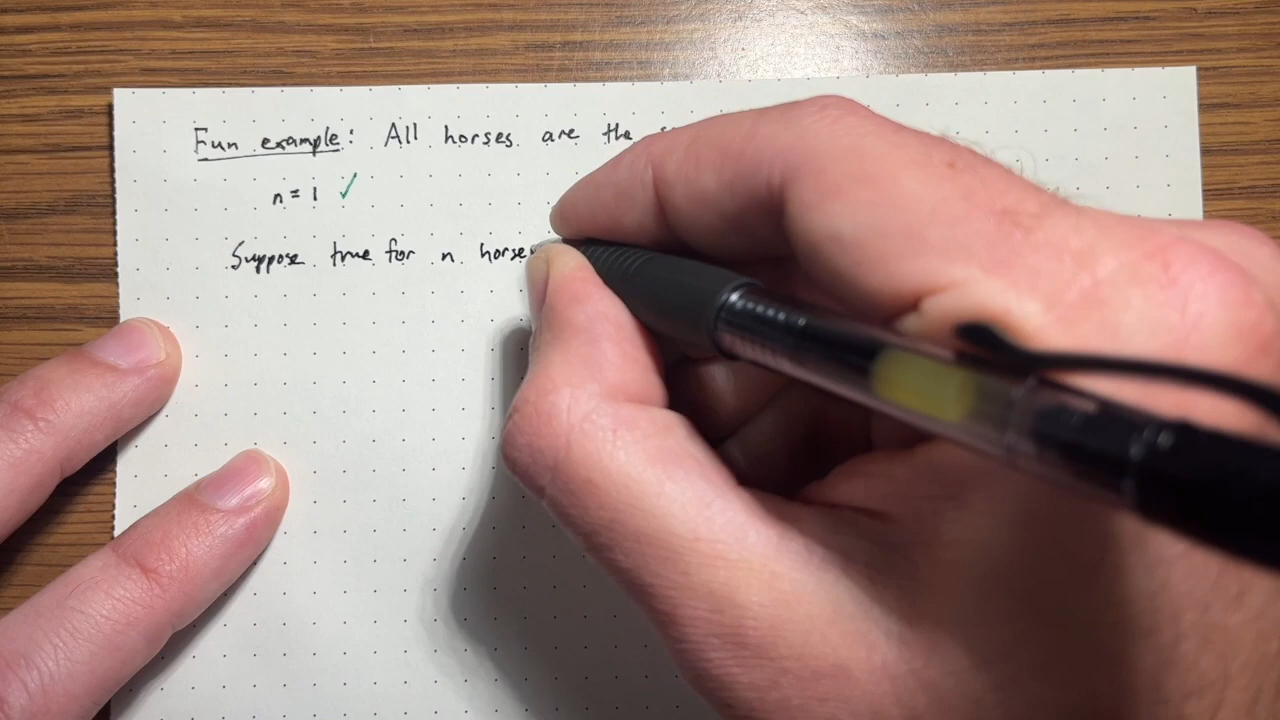 Fun example: All horses are the
n = 1 ✓
Suppose true for n horses